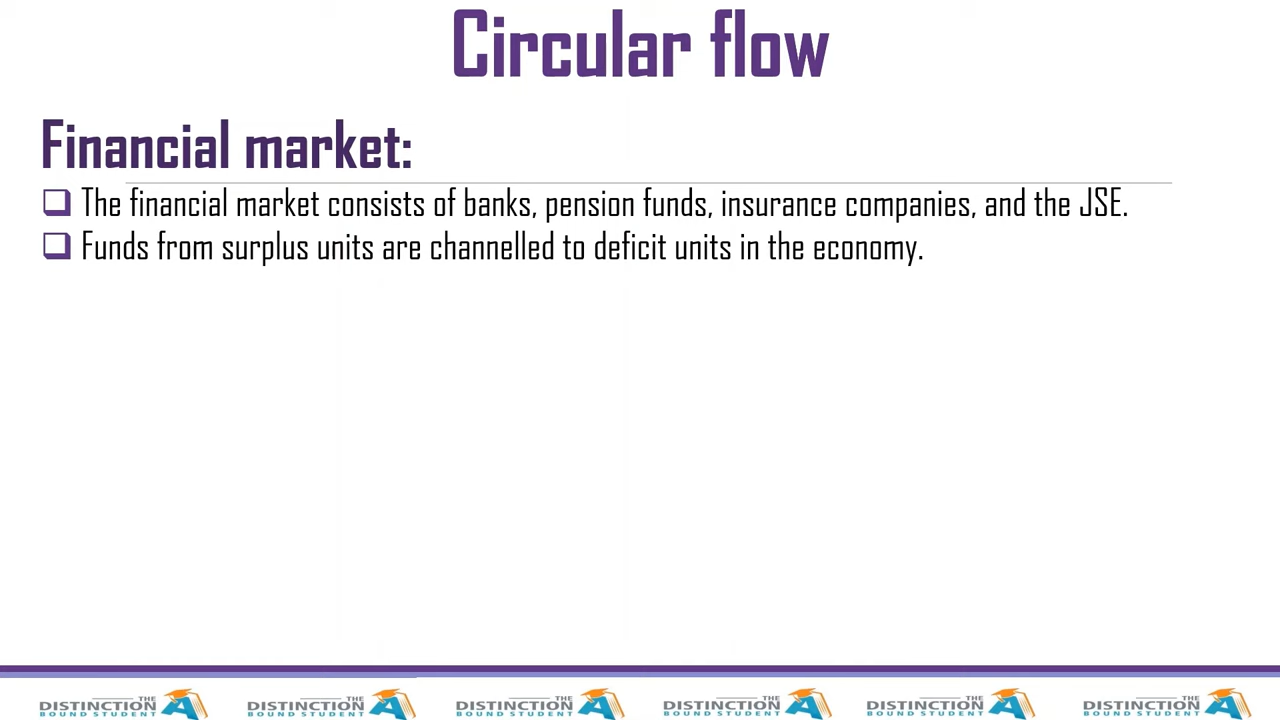 Circular flow
Financial market:
The financial market consists of banks, pension funds, insurance companies, and the JSE.
Funds from surplus units are channelled to deficit units in the economy.
THE
DISTINCTION
BOUND STUDENT
THE
DISTINCTION
BOUND STUDENT
THE
DISTINCTION
BOUND STUDENT
THE
DISTINCTION
BOUND STUDENT
THE
DISTINCTION
BOUND STUDENT
THE
DISTINCTION
BOUND STUDENT